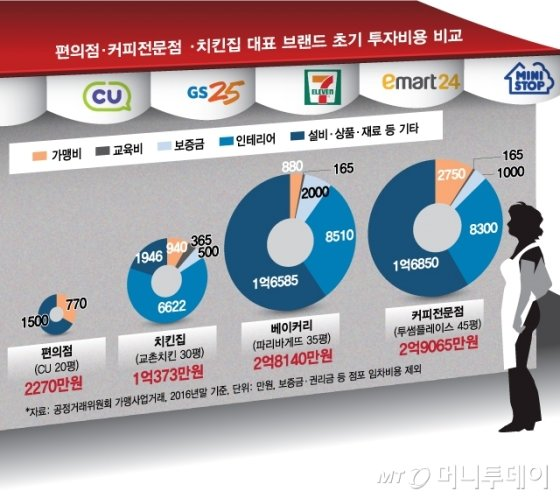 편의점·커피전문점 ·치킨집 대표 브랜드 초기 투자비용 비교
CU
GS25
7 ELEVEN
emart24
MINI STOP
가맹비 교육비 보증금 인테리어 설비·상품·재료 등 기타
770
1500
편의점
(CU 20평)
2270만원
940
365
500
6622
1946
치킨집
(교촌치킨 30평)
1억373만원
880
165
2000
8510
1억6585
베이커리
(파리바게뜨 35평)
2억8140만원
2750
165
1000
8300
1억6850
커피전문점
(투썸플레이스 45평)
2억9065만원
*자료: 공정거래위원회 가맹사업거래, 2016년말 기준, 단위: 만원, 보증금·권리금 등 점포 임차비용 제외
MT 머니투데이